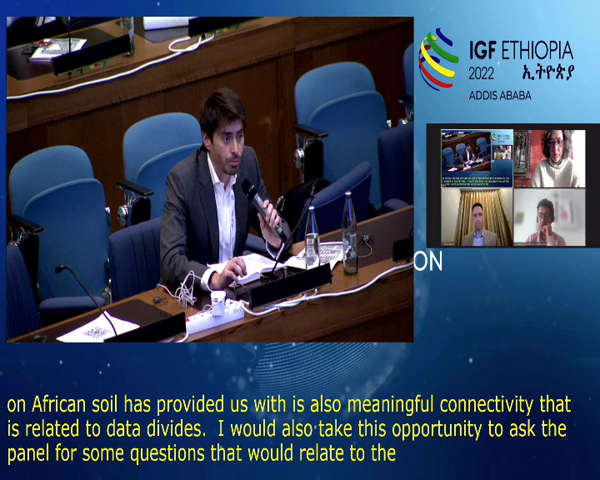 IGF ETHIOPIA
2022 ኢትዮጵያ
ADDIS ABABA
ON
on African soil has provided us with is also meaningful connectivity that
is related to data divides. I would also take this opportunity to ask the
panel for some questions that would relate to the